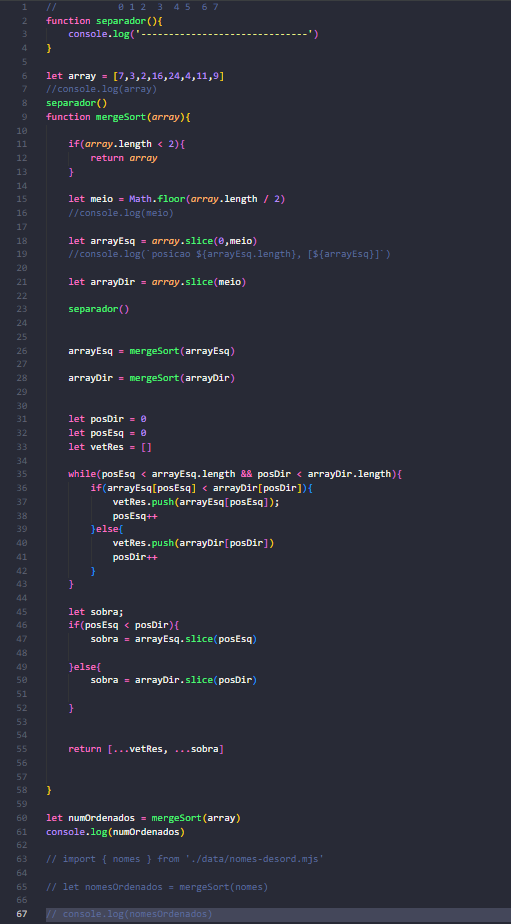 1 //           0 1 2  3  4 5  6 7
2 function separador(){
3     console.log('------------------------------')
4 }
5
6 let array = [7,3,2,16,24,4,11,9]
7 //console.log(array)
8 separador()
9 function mergeSort(array){
10
11     if(array.length < 2){
12         return array
13     }
14
15     let meio = Math.floor(array.length / 2)
16     //console.log(meio)
17
18     let arrayEsq = array.slice(0,meio)
19     //console.log(`posicao ${arrayEsq.length}, [${arrayEsq}]`)
20
21     let arrayDir = array.slice(meio)
22
23     separador()
24
25
26     arrayEsq = mergeSort(arrayEsq)
27
28     arrayDir = mergeSort(arrayDir)
29
30
31     let posDir = 0
32     let posEsq = 0
33     let vetRes = []
34
35     while(posEsq < arrayEsq.length && posDir < arrayDir.length){
36         if(arrayEsq[posEsq] < arrayDir[posDir]){
37             vetRes.push(arrayEsq[posEsq]);
38             posEsq++
39         }else{
40             vetRes.push(arrayDir[posDir])
41             posDir++
42         }
43     }
44
45     let sobra;
46     if(posEsq < posDir){
47         sobra = arrayEsq.slice(posEsq)
48
49     }else{
50         sobra = arrayDir.slice(posDir)
51
52     }
53
54
55     return [...vetRes, ...sobra]
56
57
58 }
59
60 let numOrdenados = mergeSort(array)
61 console.log(numOrdenados)
62
63 // import { nomes } from './data/nomes-desord.mjs'
64
65 // let nomesOrdenados = mergeSort(nomes)
66
67 // console.log(nomesOrdenados)